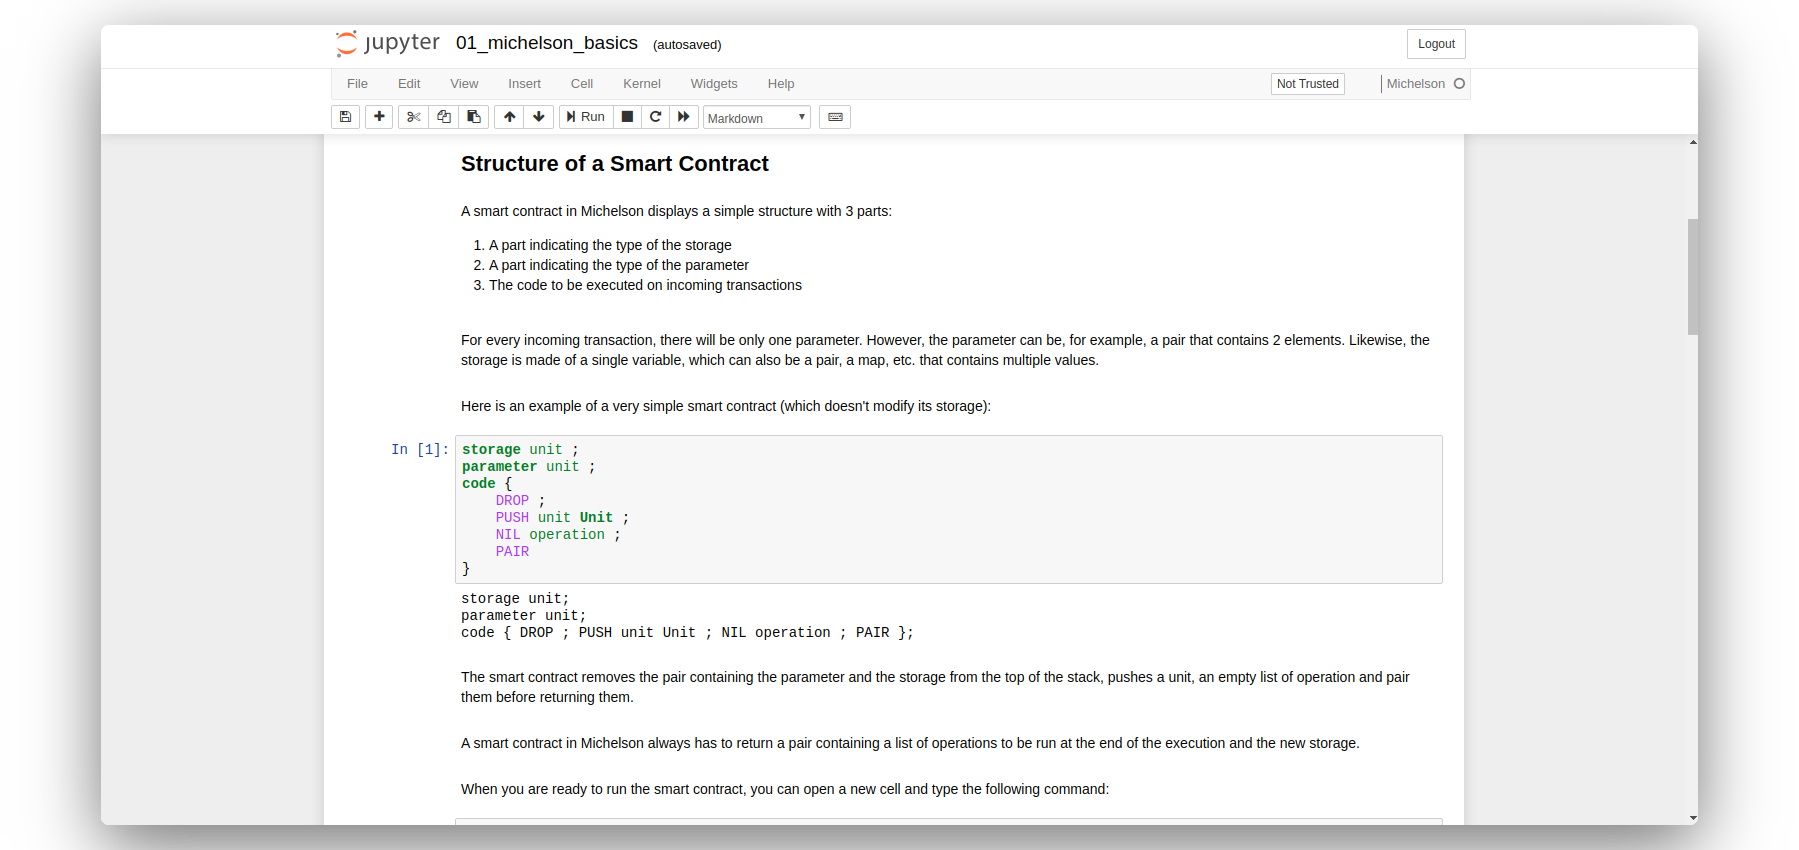 jupyter 01_michelson_basics (autosaved) Logout
File Edit View Insert Cell Kernel Widgets Help Not Trusted Michelson
Run Markdown
Structure of a Smart Contract
A smart contract in Michelson displays a simple structure with 3 parts:
1. A part indicating the type of the storage
2. A part indicating the type of the parameter
3. The code to be executed on incoming transactions
For every incoming transaction, there will be only one parameter. However, the parameter can be, for example, a pair that contains 2 elements. Likewise, the
storage is made of a single variable, which can also be a pair, a map, etc. that contains multiple values.
Here is an example of a very simple smart contract (which doesn't modify its storage):
In [1]: storage unit ;
parameter unit ;
code {
    DROP ;
    PUSH unit Unit ;
    NIL operation ;
    PAIR
}
storage unit;
parameter unit;
code { DROP ; PUSH unit Unit ; NIL operation ; PAIR };
The smart contract removes the pair containing the parameter and the storage from the top of the stack, pushes a unit, an empty list of operation and pair
them before returning them.
A smart contract in Michelson always has to return a pair containing a list of operations to be run at the end of the execution and the new storage.
When you are ready to run the smart contract, you can open a new cell and type the following command: